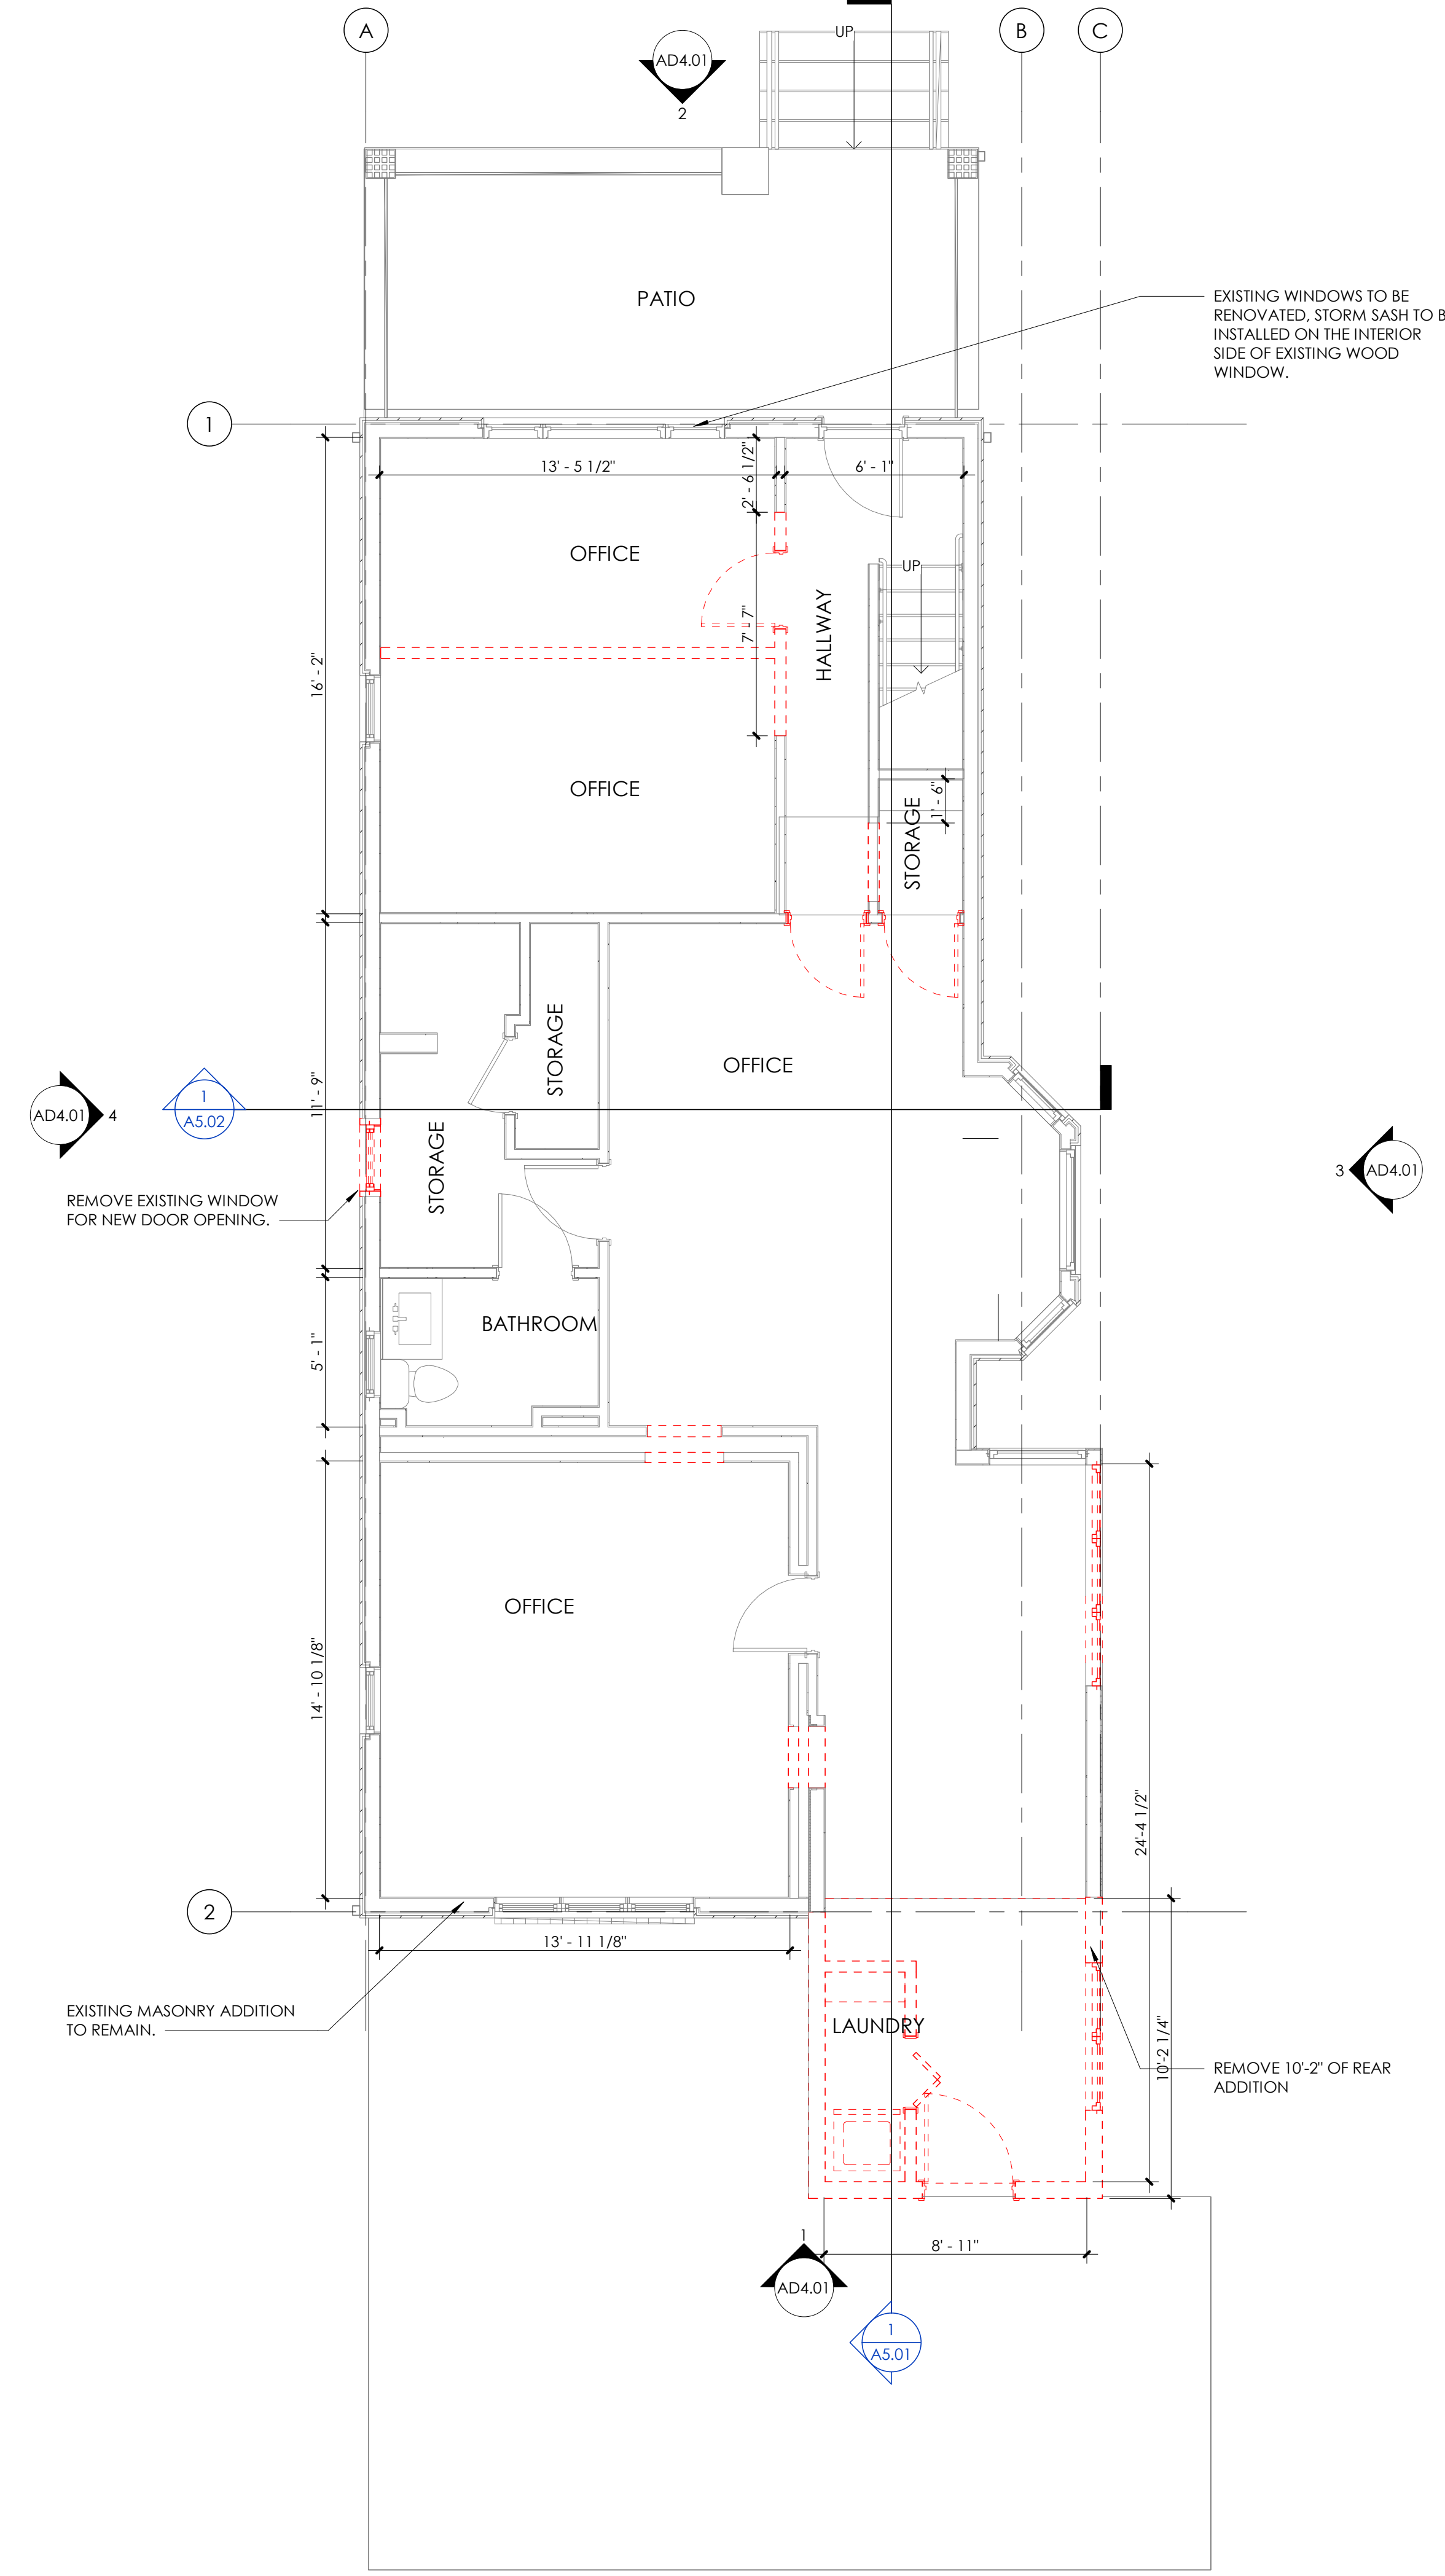 A
B
C
UP
AD4.01
2
PATIO
EXISTING WINDOWS TO BE
RENOVATED, STORM SASH TO B
INSTALLED ON THE INTERIOR
SIDE OF EXISTING WOOD
WINDOW.
1
13' - 5 1/2"
2' - 6 1/2"
6' - 1"
OFFICE
UP
HALLWAY
7' - 7"
16' - 2"
OFFICE
1' - 6"
STORAGE
STORAGE
OFFICE
11' - 9"
AD4.01
4
1
A5.02
STORAGE
3
AD4.01
REMOVE EXISTING WINDOW
FOR NEW DOOR OPENING.
BATHROOM
5' - 1"
OFFICE
14' - 10 1/8"
24'-4 1/2"
2
13' - 11 1/8"
EXISTING MASONRY ADDITION
TO REMAIN.
LAUNDRY
10'-2 1/4"
REMOVE 10'-2" OF REAR
ADDITION
1
AD4.01
8' - 11"
1
A5.01